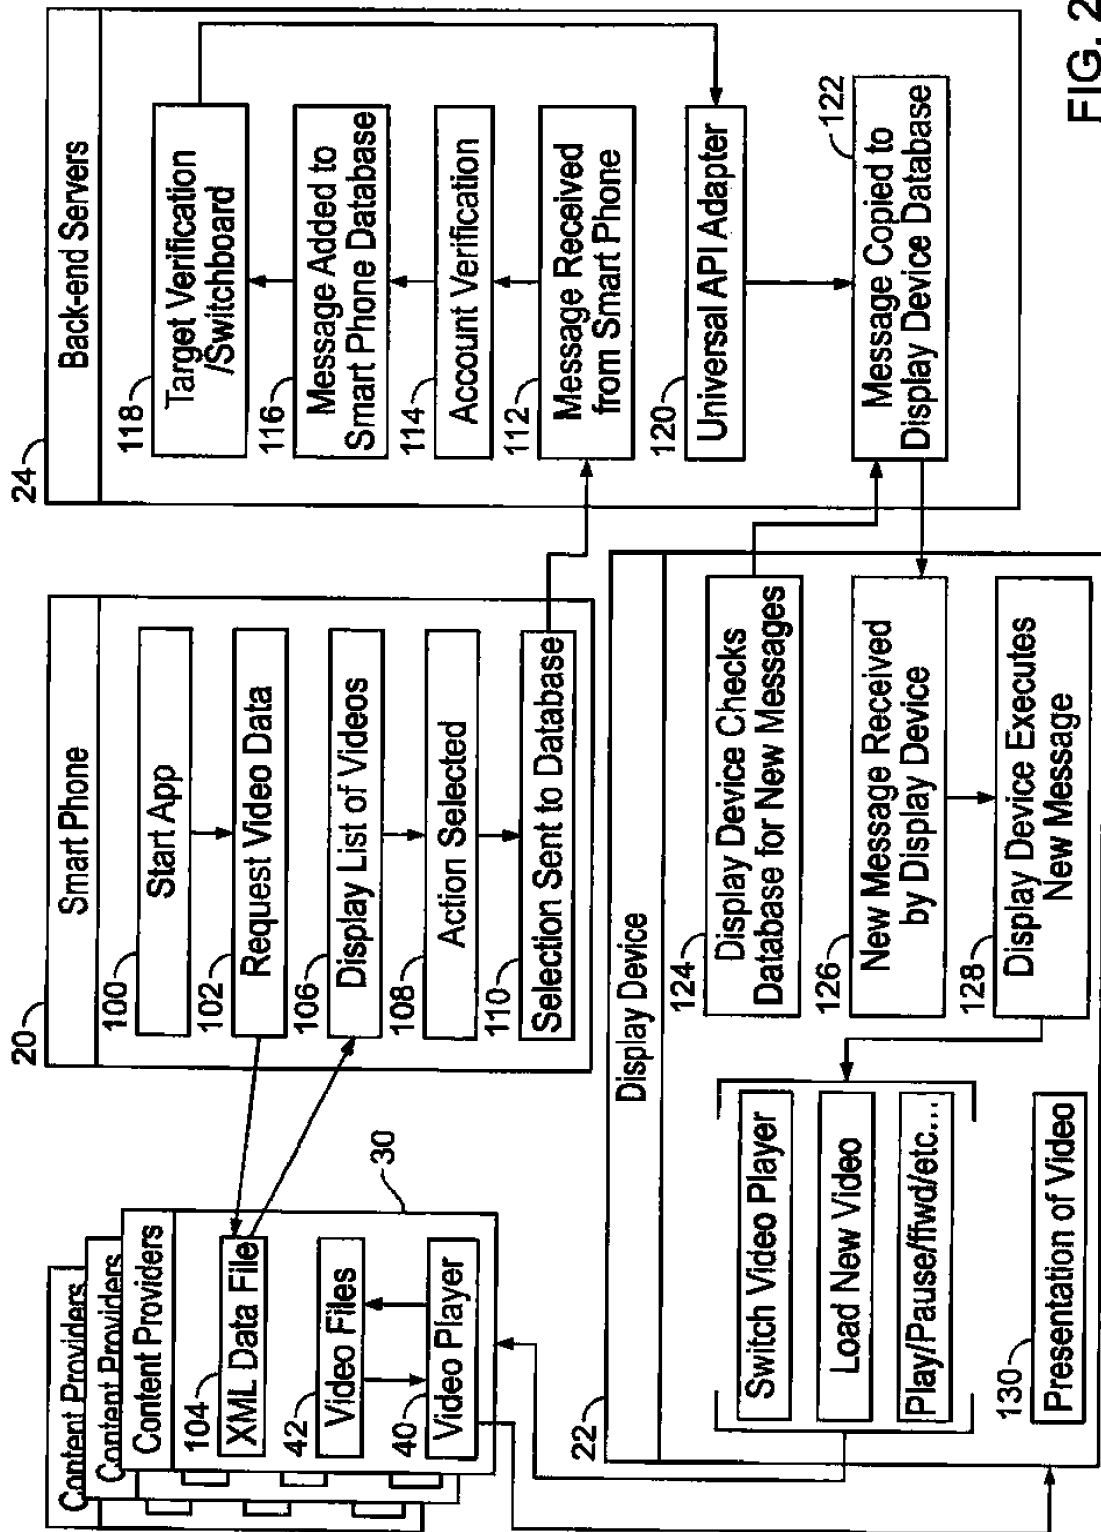 Content Providers
Content Providers
Content Providers
104
XML Data File
42
Video Files
40
Video Player
30
20
Smart Phone
100
Start App
102
Request Video Data
106
Display List of Videos
108
Action Selected
110
Selection Sent to Database
24
Back-end Servers
118
Target Verification
/Switchboard
116
Message Added to
Smart Phone Database
114
Account Verification
112
Message Received
from Smart Phone
120
Universal API Adapter
122
Message Copied to
Display Device Database
22
Display Device
124
Display Device Checks
Database for New Messages
126
New Message Received
by Display Device
128
Display Device Executes
New Message
Switch Video Player
Load New Video
Play/Pause/ffwd/etc...
130
Presentation of Video
FIG. 2